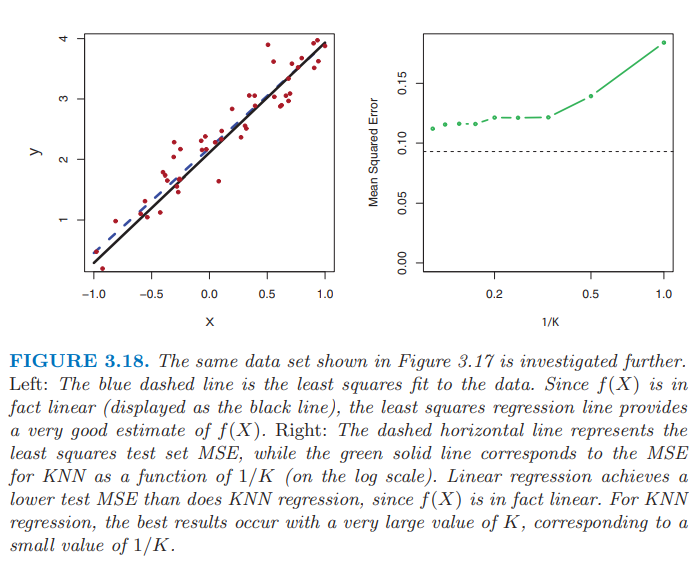 y
1
2
3
4
−1.0 −0.5 0.0 0.5 1.0
x
Mean Squared Error
0.00
0.05
0.10
0.15
0.2 0.5 1.0
1/K
FIGURE 3.18. The same data set shown in Figure 3.17 is investigated further.
Left: The blue dashed line is the least squares fit to the data. Since f(X) is in
fact linear (displayed as the black line), the least squares regression line provides
a very good estimate of f(X). Right: The dashed horizontal line represents the
least squares test set MSE, while the green solid line corresponds to the MSE
for KNN as a function of 1/K (on the log scale). Linear regression achieves a
lower test MSE than does KNN regression, since f(X) is in fact linear. For KNN
regression, the best results occur with a very large value of K, corresponding to a
small value of 1/K.